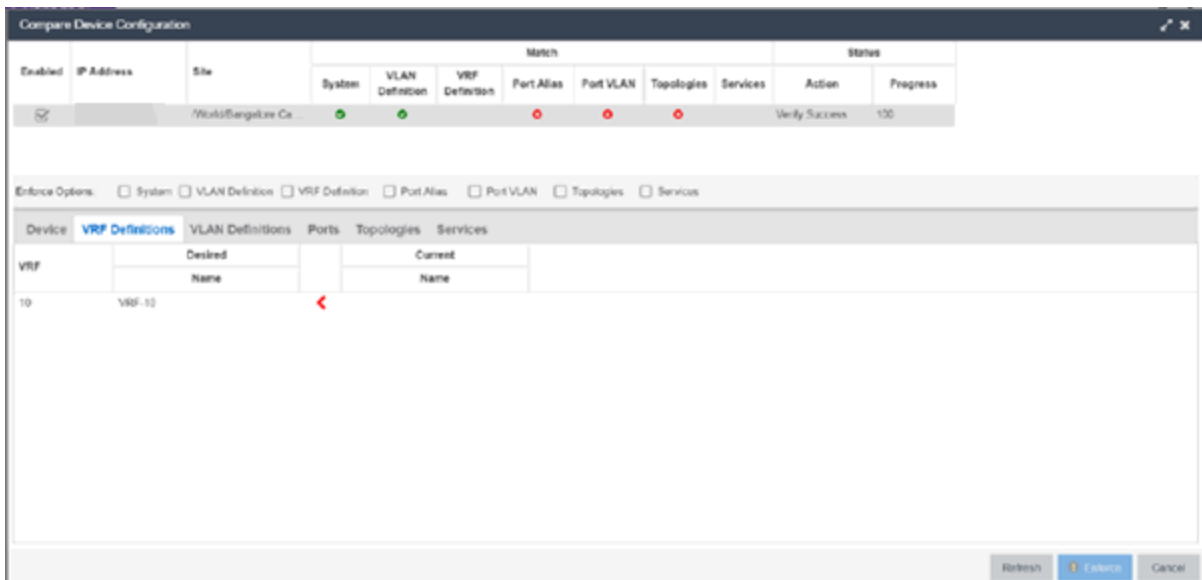 Compare Device Configuration
Match
Status
Enabled IP Address Site
System VLAN Definition VRF Definition Port Alias Port VLAN Topologies Services Action Progress
/World/Bangalore Ca... Verify Success 100
Enforce Options: System VLAN Definition VRF Definition Port Alias Port VLAN Topologies Services
Device VRF Definitions VLAN Definitions Ports Topologies Services
VRF Desired Current
Name Name
10 VRF-10
Refresh Enforce Cancel